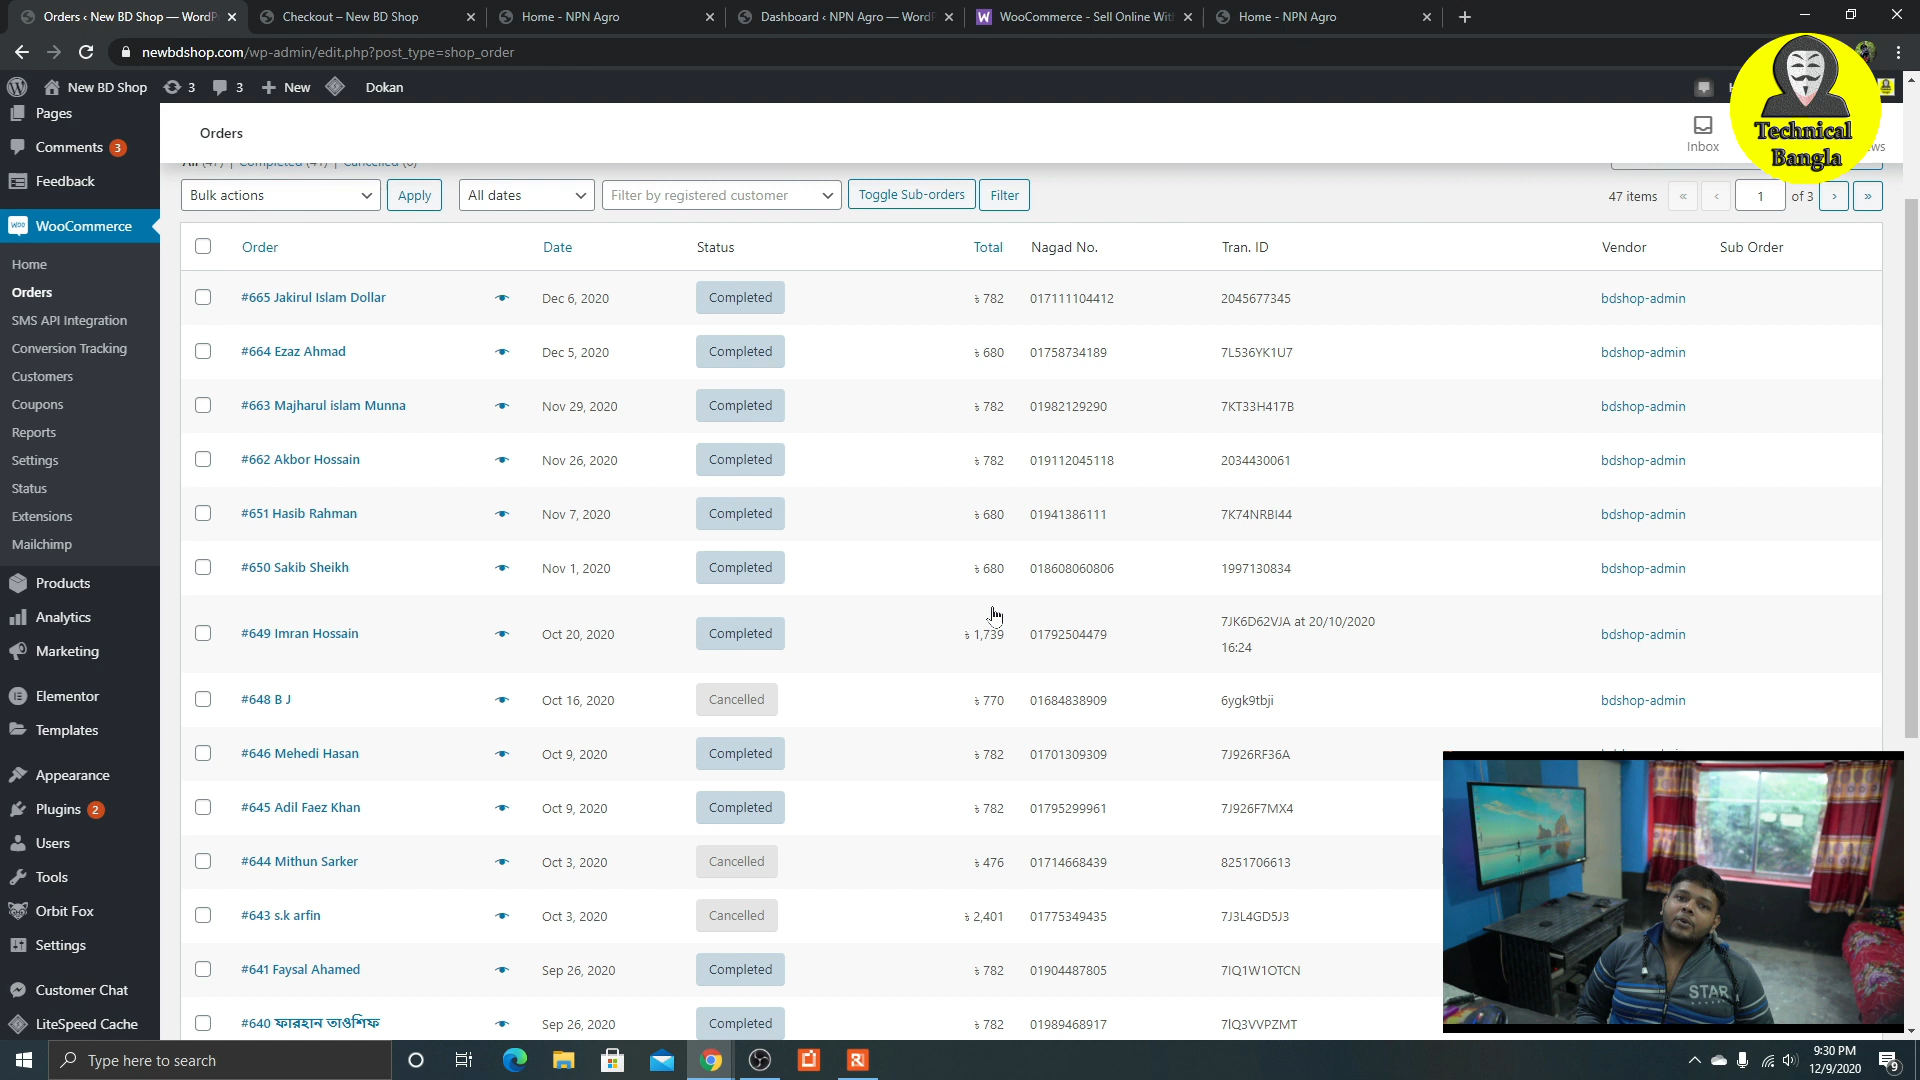 Orders ‹ New BD Shop — WordP
Checkout – New BD Shop
Home - NPN Agro
Dashboard ‹ NPN Agro — Word
WooCommerce - Sell Online Wit
Home - NPN Agro
newbdshop.com/wp-admin/edit.php?post_type=shop_order
New BD Shop
3
3
New
Dokan
Technical
Bangla
Orders
Inbox
Pages
Comments 3
Feedback
WooCommerce
Home
Orders
SMS API Integration
Conversion Tracking
Customers
Coupons
Reports
Settings
Status
Extensions
Mailchimp
Products
Analytics
Marketing
Elementor
Templates
Appearance
Plugins 2
Users
Tools
Orbit Fox
Settings
Customer Chat
LiteSpeed Cache
Bulk actions Apply All dates Filter by registered customer Toggle Sub-orders Filter 47 items « ‹ 1 of 3 › »
Order Date Status Total Nagad No. Tran. ID Vendor Sub Order
#665 Jakirul Islam Dollar Dec 6, 2020 Completed ৳ 782 017111104412 2045677345 bdshop-admin
#664 Ezaz Ahmad Dec 5, 2020 Completed ৳ 680 01758734189 7L536YK1U7 bdshop-admin
#663 Majharul islam Munna Nov 29, 2020 Completed ৳ 782 01982129290 7KT33H417B bdshop-admin
#662 Akbor Hossain Nov 26, 2020 Completed ৳ 782 019112045118 2034430061 bdshop-admin
#651 Hasib Rahman Nov 7, 2020 Completed ৳ 680 01941386111 7K74NRBI44 bdshop-admin
#650 Sakib Sheikh Nov 1, 2020 Completed ৳ 680 018608060806 1997130834 bdshop-admin
#649 Imran Hossain Oct 20, 2020 Completed ৳ 1,739 01792504479 7JK6D62VJA at 20/10/2020 bdshop-admin
16:24
#648 B J Oct 16, 2020 Cancelled ৳ 770 01684838909 6ygk9tbji bdshop-admin
#646 Mehedi Hasan Oct 9, 2020 Completed ৳ 782 01701309309 7J926RF36A
#645 Adil Faez Khan Oct 9, 2020 Completed ৳ 782 01795299961 7J926F7MX4
#644 Mithun Sarker Oct 3, 2020 Cancelled ৳ 476 01714668439 8251706613
#643 s.k arfin Oct 3, 2020 Cancelled ৳ 2,401 01775349435 7J3L4GD5J3
#641 Faysal Ahamed Sep 26, 2020 Completed ৳ 782 01904487805 7IQ1W1OTCN
#640 ফারহান তাওশিফ Sep 26, 2020 Completed ৳ 782 01989468917 7IQ3VVPZMT
STAR
Type here to search
9:30 PM
12/9/2020
9